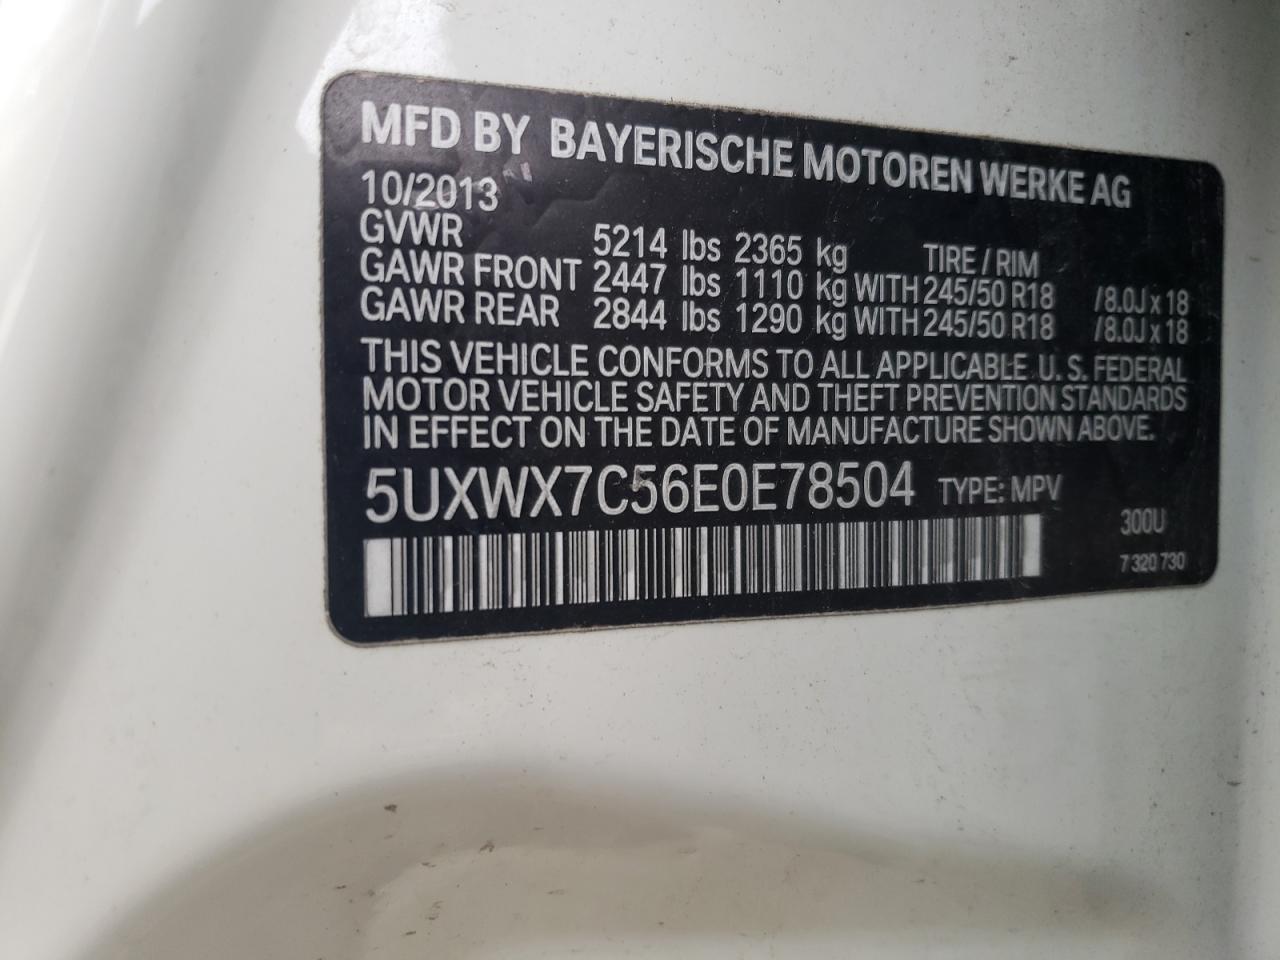 MFD BY BAYERISCHE MOTOREN WERKE AG
10/2013
GVWR 5214 lbs 2365 kg TIRE / RIM
GAWR FRONT 2447 lbs 1110 kg WITH 245/50 R18 / 8.0J x 18
GAWR REAR 2844 lbs 1290 kg WITH 245/50 R18 / 8.0J x 18
THIS VEHICLE CONFORMS TO ALL APPLICABLE U. S. FEDERAL
MOTOR VEHICLE SAFETY AND THEFT PREVENTION STANDARDS
IN EFFECT ON THE DATE OF MANUFACTURE SHOWN ABOVE.
5UXWX7C56E0E78504 TYPE: MPV
300U
7 320 730